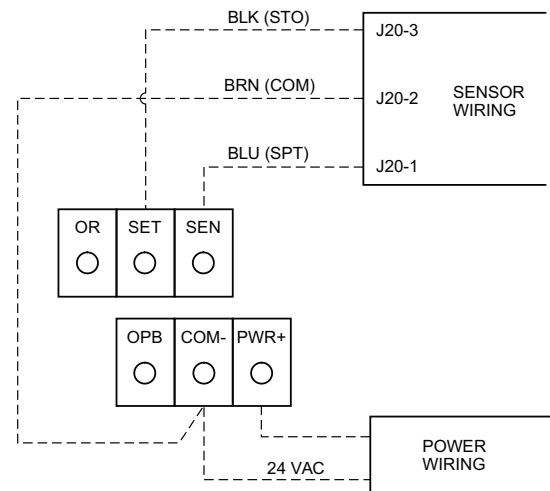 BLK (STO)
J20-3
BRN (COM)
J20-2
SENSOR
WIRING
BLU (SPT)
J20-1
OR
SET
SEN
OPB
COM-
PWR+
24 VAC
POWER
WIRING